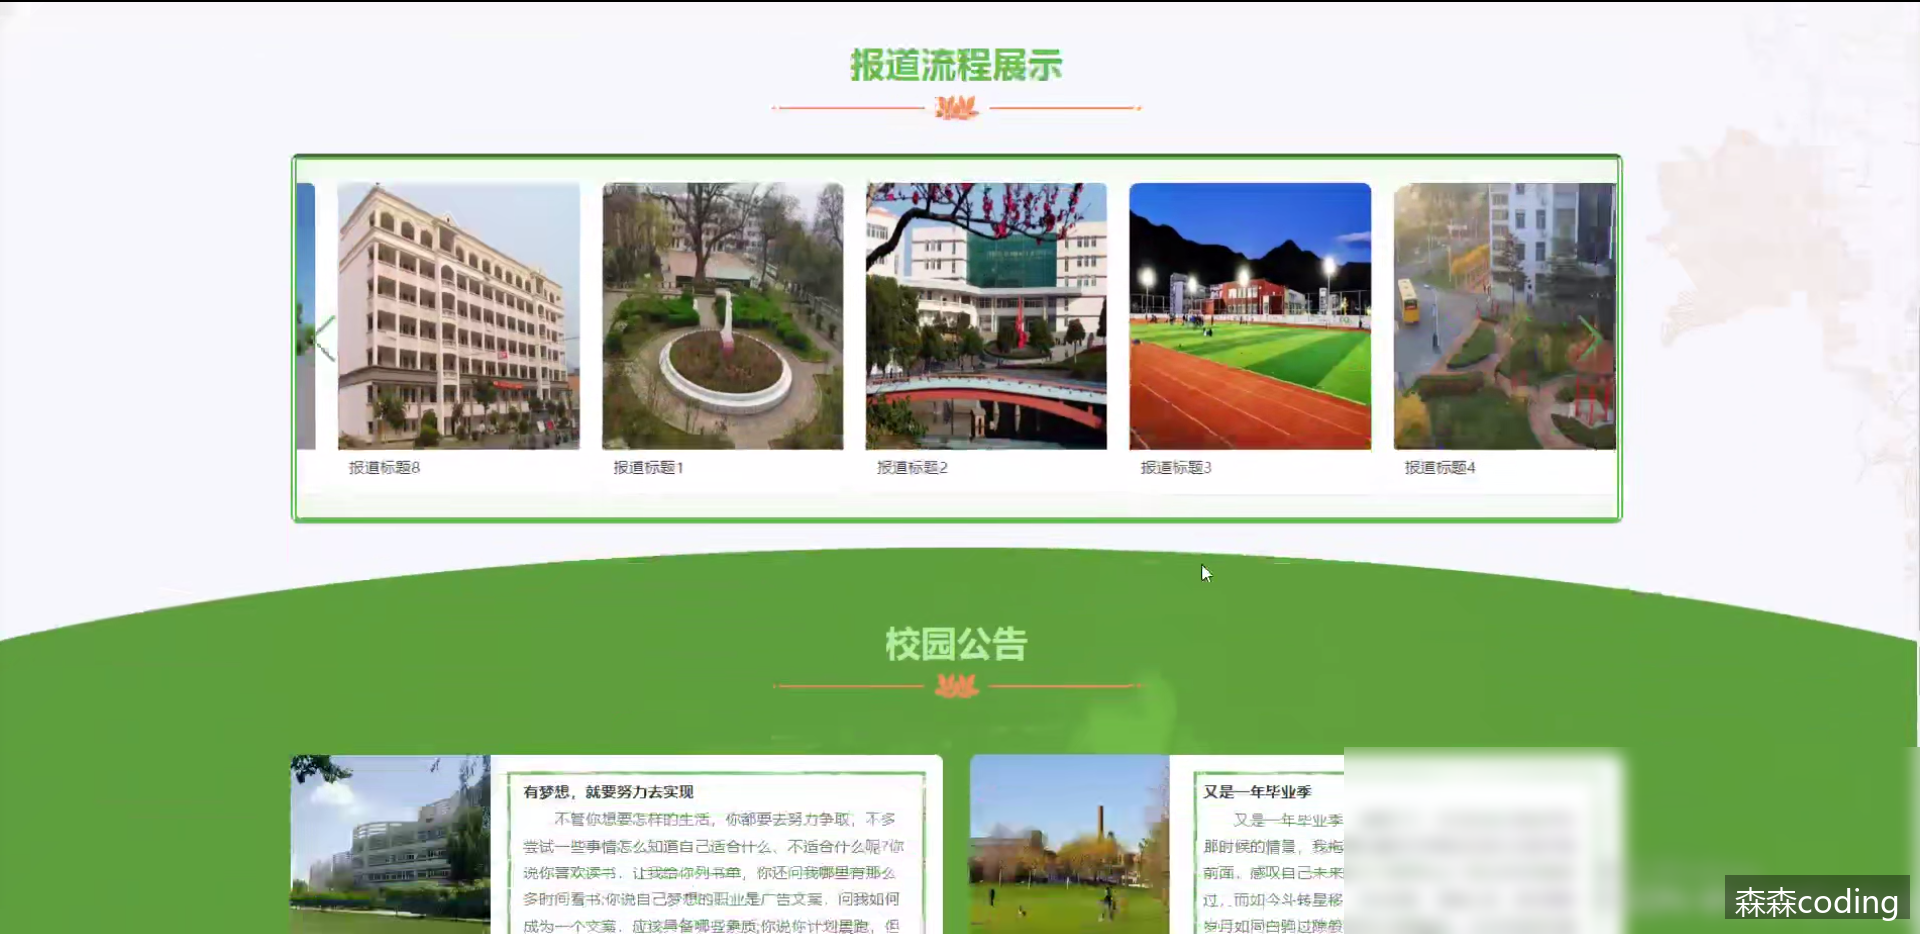 报道流程展示
报道标题8
报道标题1
报道标题2
报道标题3
报道标题4
校园公告
有梦想，就要努力去实现
不管你想要怎样的生活，你都要去努力争取，不多
尝试一些事情怎么知道自己适合什么、不适合什么呢?你
说你喜欢读书，让我给你列书单，你还问我哪里有那么
多时间看书;你说自己梦想的职业是广告文案，问我如何
成为一个文案，应该具备哪些素质;你说你计划晨跑，但
又是一年毕业季
又是一年毕业季
那时候的情景，我拖
前面，感叹自己未来
过，而如今斗转星移
岁月如同白驹过隙般
森森coding